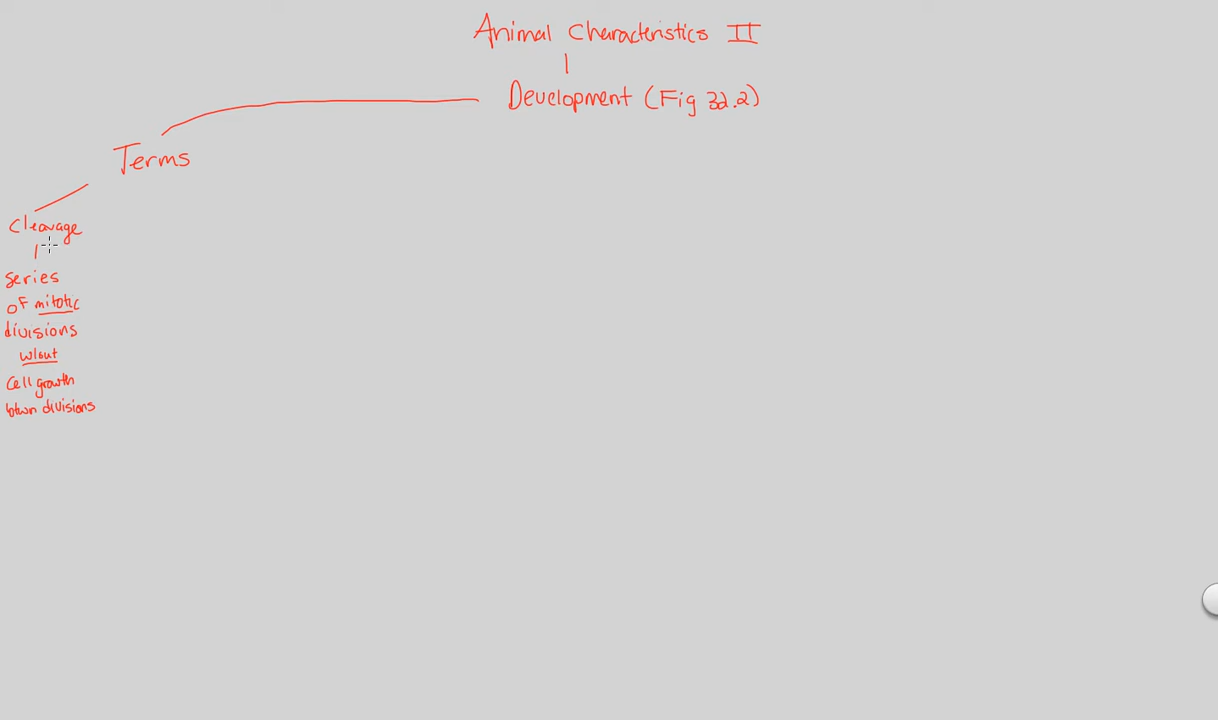 Animal Characteristics II
Development (Fig 32.2)
Terms
Cleavage
series
of mitotic
divisions
w/out
cell growth
btwn divisions